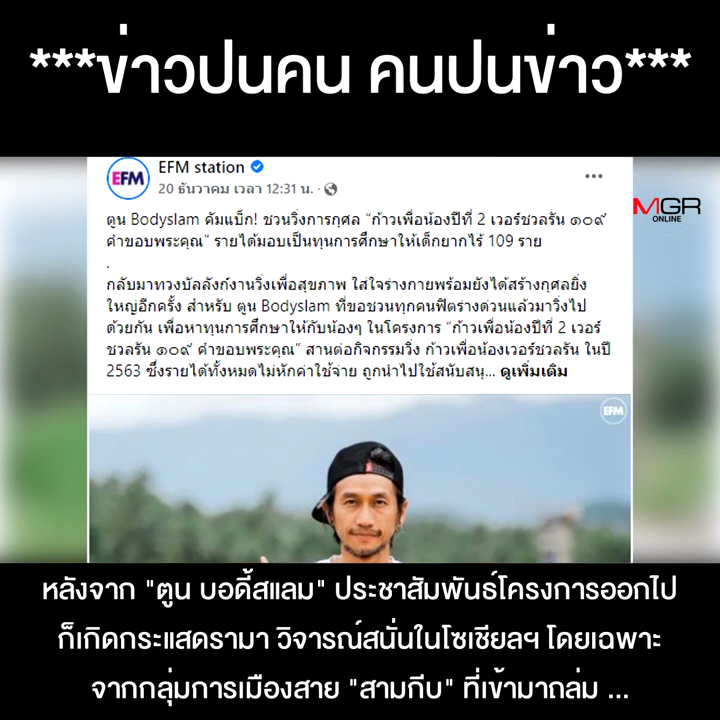 ***ข่าวปนคน คนปนข่าว***
EFM
EFM station
20 ธันวาคม เวลา 12:31 น. ·
MGR
ONLINE
ตูน Bodyslam คัมแบ็ก! ชวนวิ่งการกุศล “ก้าวเพื่อน้องปีที่ 2 เวอร์ชวลรัน ๑๐๙
คำขอบพระคุณ” รายได้มอบเป็นทุนการศึกษาให้เด็กยากไร้ 109 ราย
.
กลับมาทวงบัลลังก์งานวิ่งเพื่อสุขภาพ ใส่ใจร่างกายพร้อมยังได้สร้างกุศลยิ่ง
ใหญ่อีกครั้ง สำหรับ ตูน Bodyslam ที่ขอชวนทุกคนฟิตร่างด่วนแล้วมาวิ่งไป
ด้วยกัน เพื่อหาทุนการศึกษาให้กับน้องๆ ในโครงการ “ก้าวเพื่อน้องปีที่ 2 เวอร์
ชวลรัน ๑๐๙ คำขอบพระคุณ” สานต่อกิจกรรมวิ่ง ก้าวเพื่อน้องเวอร์ชวลรัน ในปี
2563 ซึ่งรายได้ทั้งหมดไม่หักค่าใช้จ่าย ถูกนำไปใช้สนับสนุ... ดูเพิ่มเติม
EFM
หลังจาก "ตูน บอดี้สแลม" ประชาสัมพันธ์โครงการออกไป
ก็เกิดกระแสดรามา วิจารณ์สนั่นในโซเชียลฯ โดยเฉพาะ
จากกลุ่มการเมืองสาย "สามกีบ" ที่เข้ามาถล่ม ...